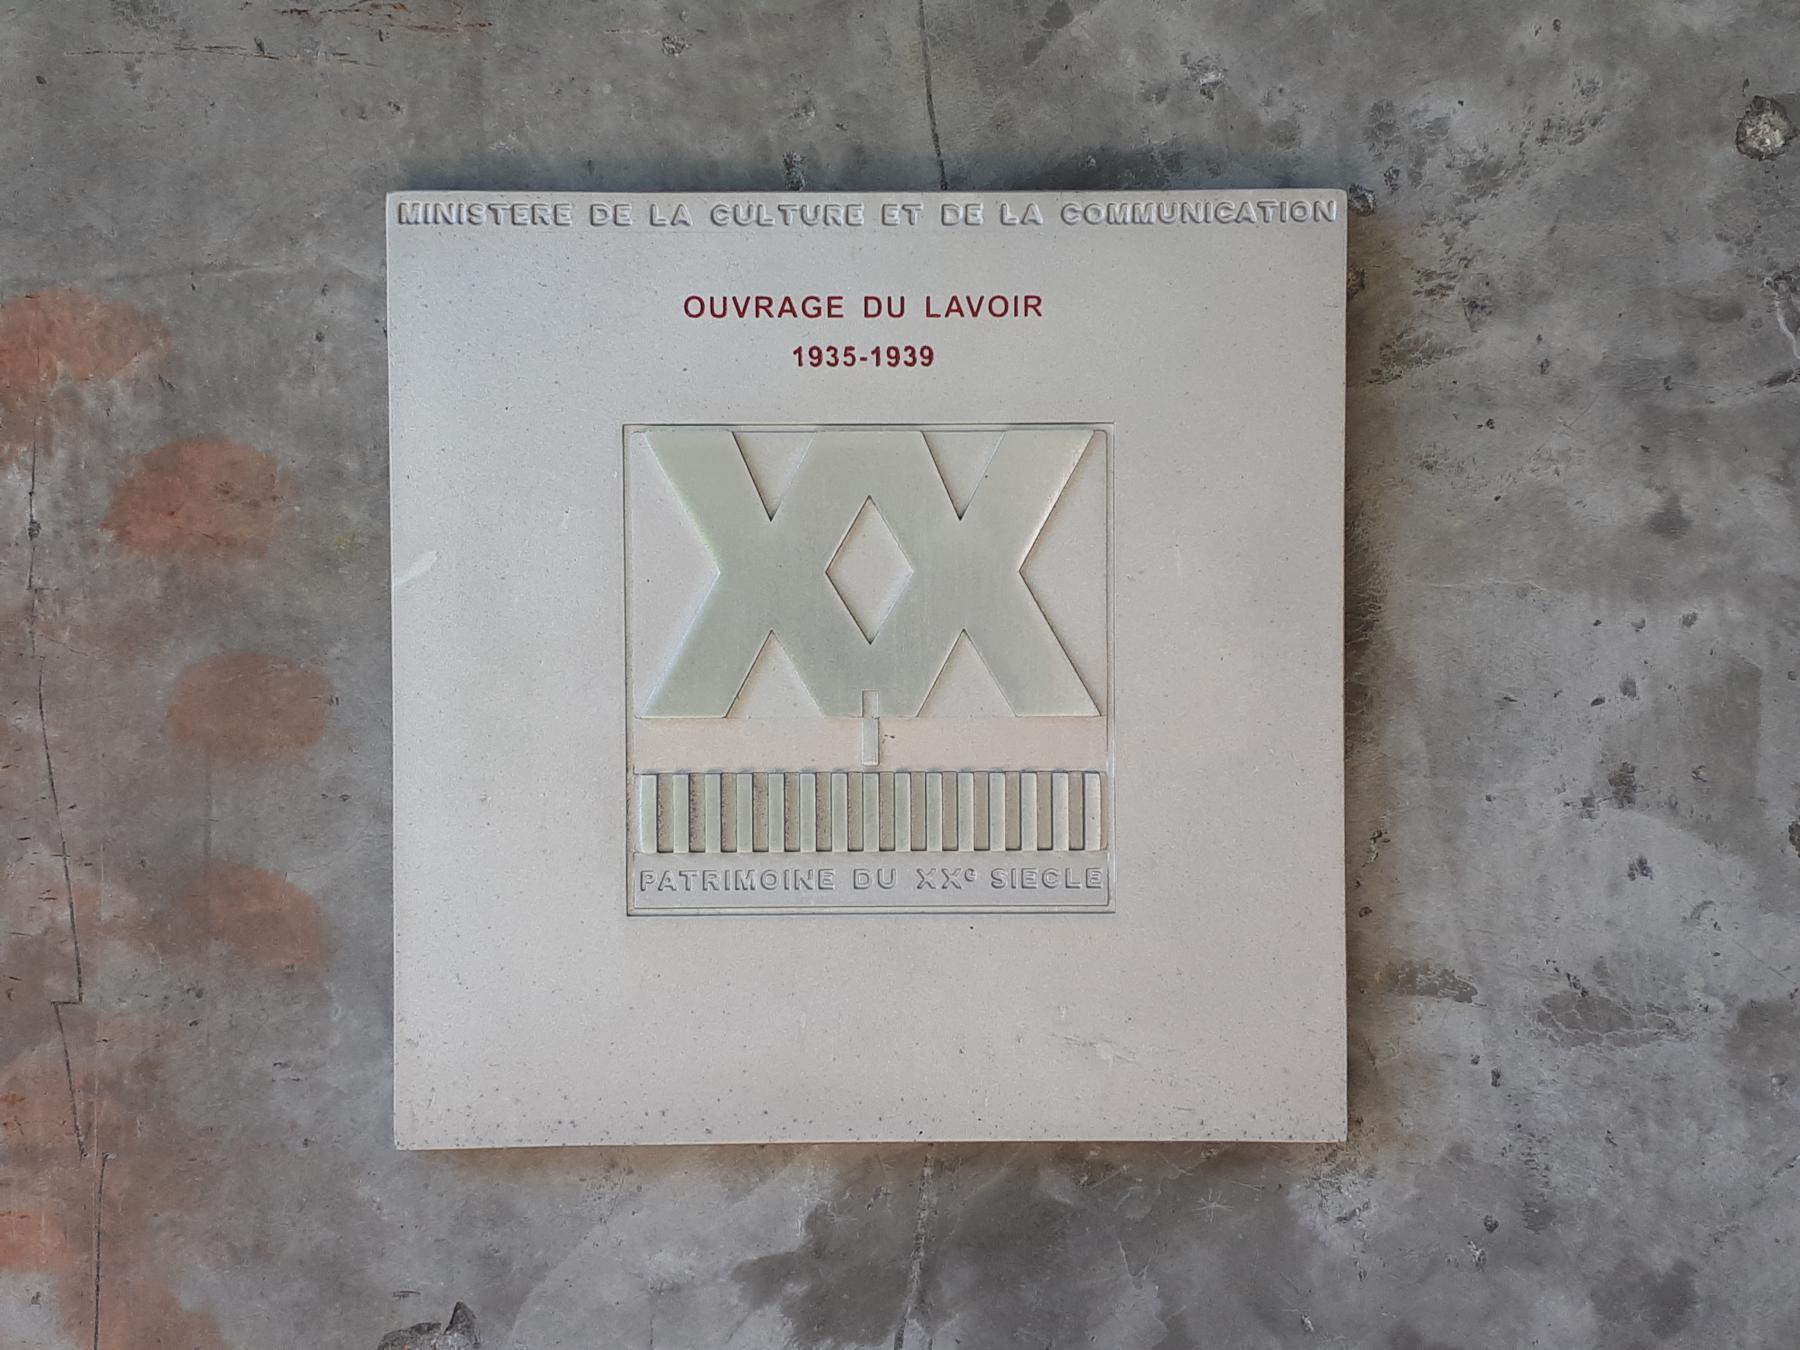 MINISTERE DE LA CULTURE ET DE LA COMMUNICATION
OUVRAGE DU LAVOIR
1935-1939
XX
PATRIMOINE DU XXe SIECLE